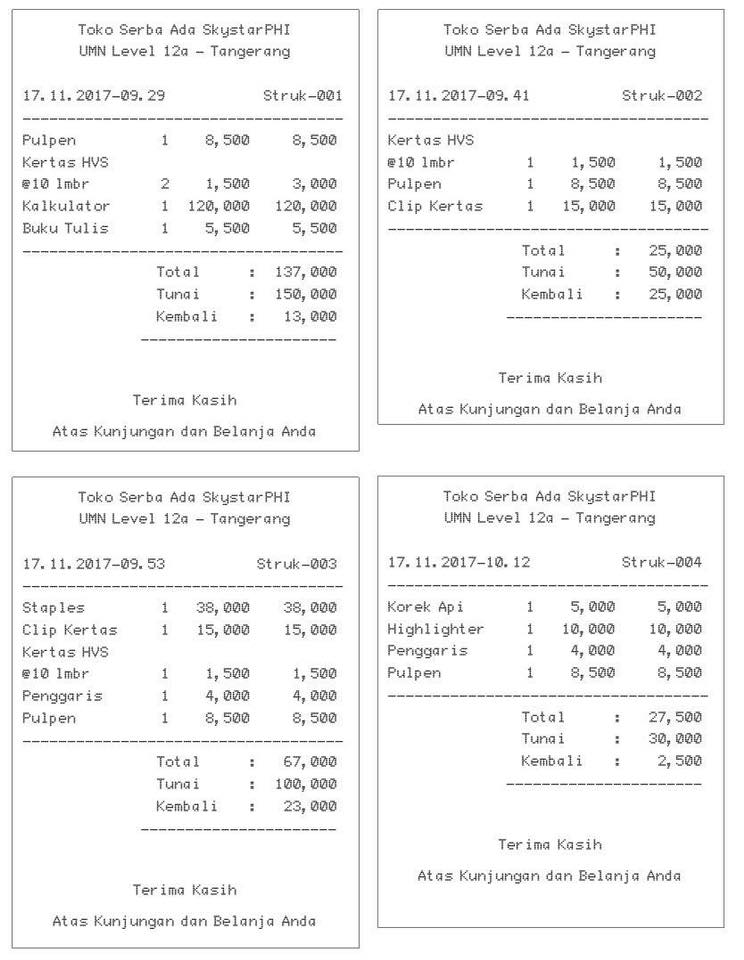 Toko Serba Ada SkystarPHI
UMN Level 12a - Tangerang
17.11.2017-09.29 Struk-001
------------------------------------
Pulpen 1 8,500 8,500
Kertas HVS
@10 lmbr 2 1,500 3,000
Kalkulator 1 120,000 120,000
Buku Tulis 1 5,500 5,500
------------------------------------
Total : 137,000
Tunai : 150,000
Kembali : 13,000
----------------------
Terima Kasih
Atas Kunjungan dan Belanja Anda
Toko Serba Ada SkystarPHI
UMN Level 12a - Tangerang
17.11.2017-09.41 Struk-002
------------------------------------
Kertas HVS
@10 lmbr 1 1,500 1,500
Pulpen 1 8,500 8,500
Clip Kertas 1 15,000 15,000
------------------------------------
Total : 25,000
Tunai : 50,000
Kembali : 25,000
----------------------
Terima Kasih
Atas Kunjungan dan Belanja Anda
Toko Serba Ada SkystarPHI
UMN Level 12a - Tangerang
17.11.2017-09.53 Struk-003
------------------------------------
Staples 1 38,000 38,000
Clip Kertas 1 15,000 15,000
Kertas HVS
@10 lmbr 1 1,500 1,500
Penggaris 1 4,000 4,000
Pulpen 1 8,500 8,500
------------------------------------
Total : 67,000
Tunai : 100,000
Kembali : 23,000
----------------------
Terima Kasih
Atas Kunjungan dan Belanja Anda
Toko Serba Ada SkystarPHI
UMN Level 12a - Tangerang
17.11.2017-10.12 Struk-004
------------------------------------
Korek Api 1 5,000 5,000
Highlighter 1 10,000 10,000
Penggaris 1 4,000 4,000
Pulpen 1 8,500 8,500
------------------------------------
Total : 27,500
Tunai : 30,000
Kembali : 2,500
----------------------
Terima Kasih
Atas Kunjungan dan Belanja Anda